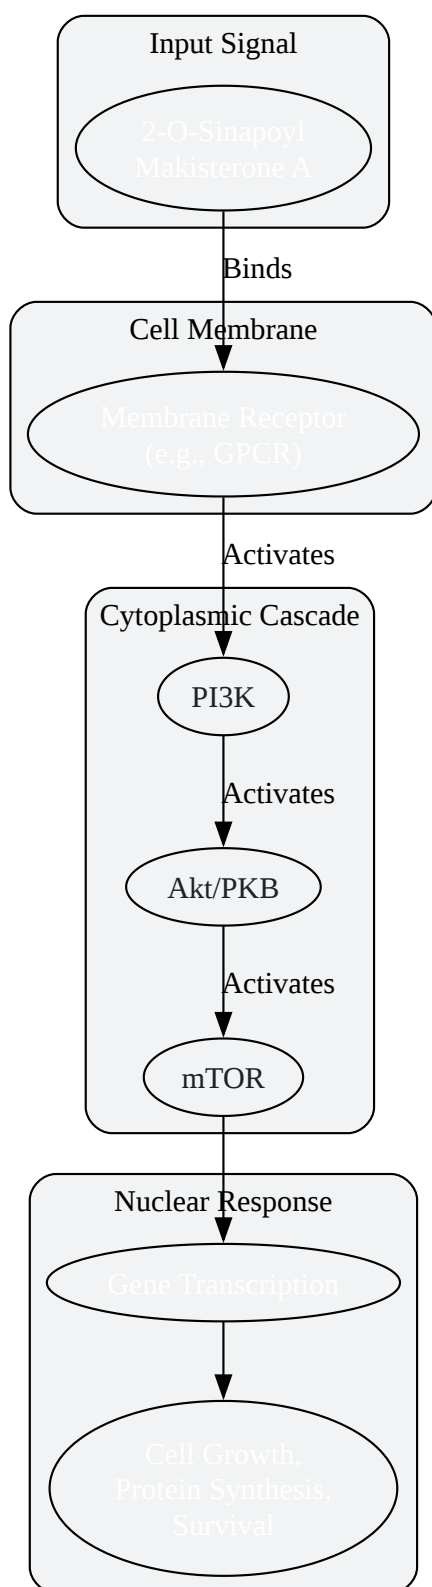 Input Signal
2-O-Sinapoyl
Makisterone A
Binds
Cell Membrane
Membrane Receptor
(e.g., GPCR)
Activates
Cytoplasmic Cascade
PI3K
Activates
Akt/PKB
Activates
mTOR
Nuclear Response
Gene Transcription
Cell Growth,
Protein Synthesis,
Survival